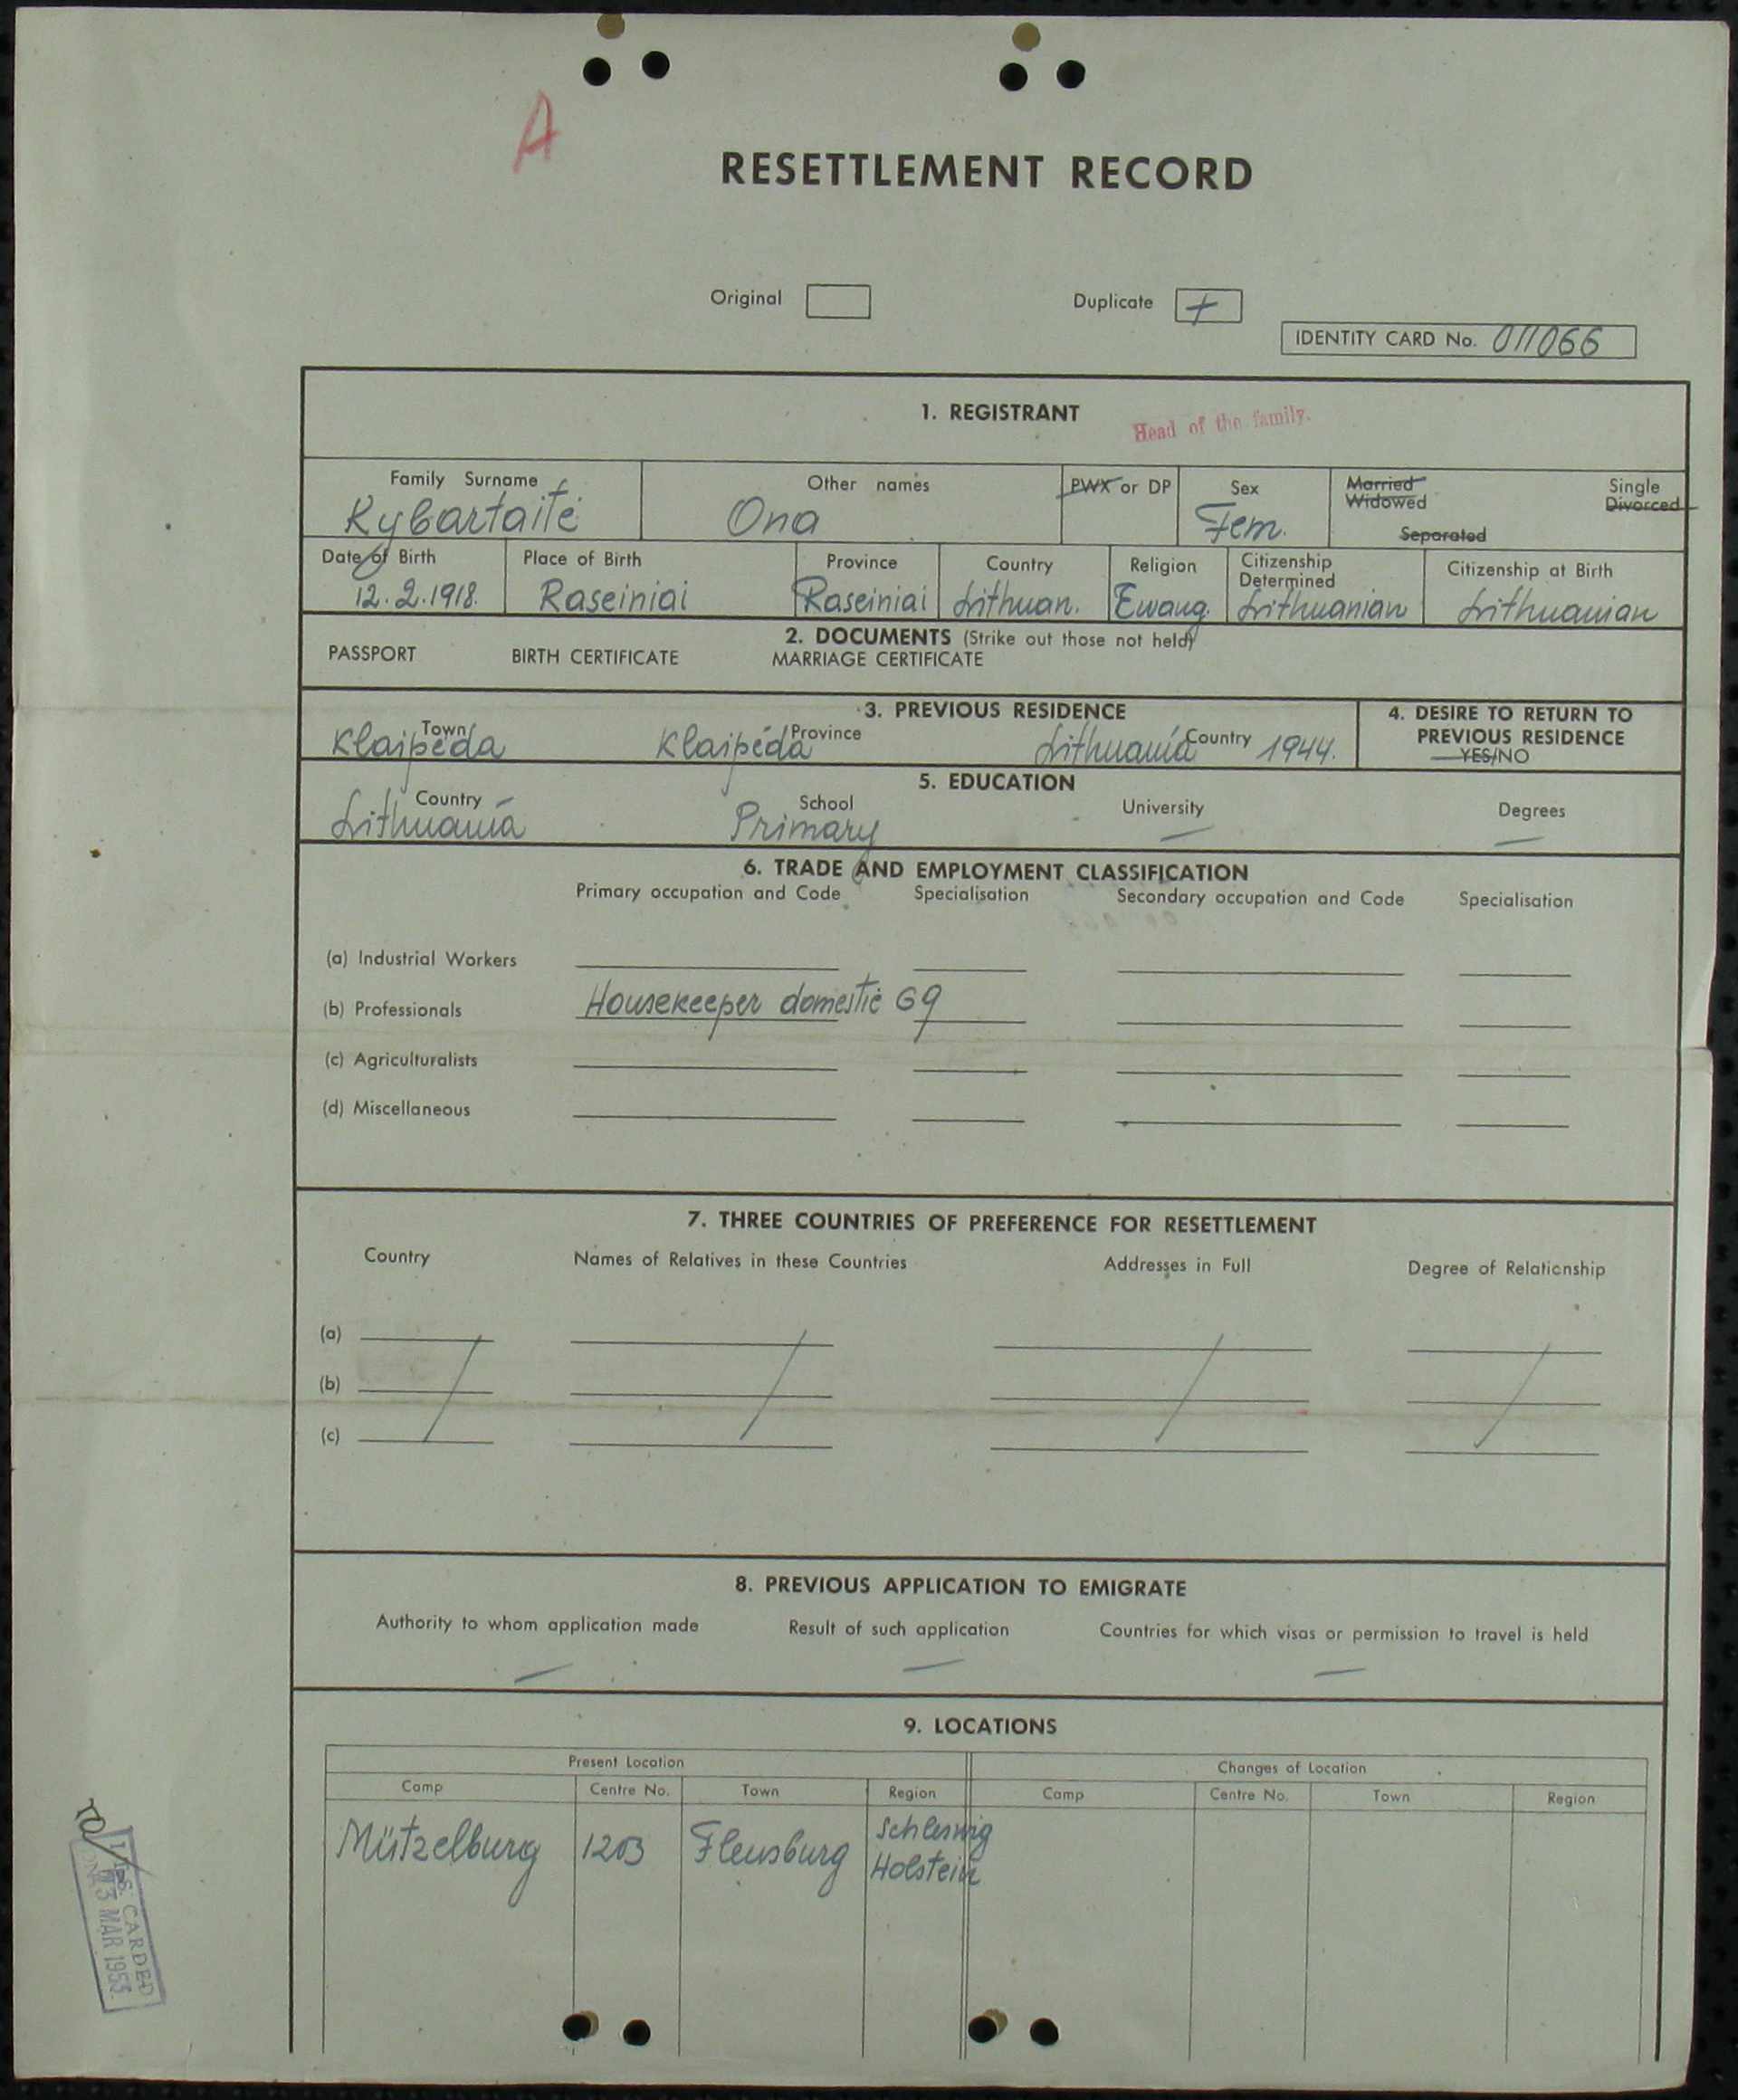 A
RESETTLEMENT RECORD
Original Duplicate +
IDENTITY CARD No. 011066
1. REGISTRANT Head of the family.
Family Surname Other names PWX or DP Sex Married Single
Widowed Divorced
Kybartaitė Ona Fem. Separated
Date of Birth Place of Birth Province Country Religion Citizenship Determined Citizenship at Birth
12.2.1918. Raseiniai Raseiniai Lithuan. Ewang. Lithuanian Lithuanian
2. DOCUMENTS (Strike out those not held)
PASSPORT BIRTH CERTIFICATE MARRIAGE CERTIFICATE
3. PREVIOUS RESIDENCE 4. DESIRE TO RETURN TO
PREVIOUS RESIDENCE
YES/NO
Town Province Country
Klaipėda Klaipėda Lithuania 1944.
5. EDUCATION
Country School University Degrees
Lithuania Primary — —
6. TRADE AND EMPLOYMENT CLASSIFICATION
Primary occupation and Code Specialisation Secondary occupation and Code Specialisation
(a) Industrial Workers
(b) Professionals Housekeeper domestic G9
(c) Agriculturalists
(d) Miscellaneous
7. THREE COUNTRIES OF PREFERENCE FOR RESETTLEMENT
Country Names of Relatives in these Countries Addresses in Full Degree of Relationship
(a)
(b)
(c)
8. PREVIOUS APPLICATION TO EMIGRATE
Authority to whom application made Result of such application Countries for which visas or permission to travel is held
— — —
9. LOCATIONS
Present Location Changes of Location
Camp Centre No. Town Region Camp Centre No. Town Region
Mützelburg 1203 Flensburg Schleswig
Holstein
I.T.S. CARDED
ON 13 MAR 1953